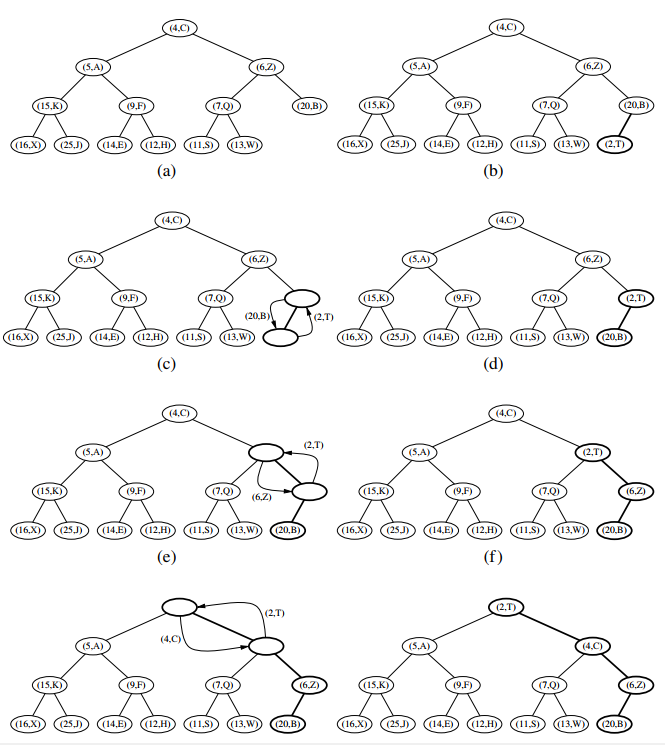 (4,C) (4,C)
(5,A) (6,Z) (5,A) (6,Z)
(15,K) (9,F) (7,Q) (20,B) (15,K) (9,F) (7,Q) (20,B)
(16,X) (25,J) (14,E) (12,H) (11,S) (13,W) (16,X) (25,J) (14,E) (12,H) (11,S) (13,W) (2,T)
(a) (b)
(4,C) (4,C)
(5,A) (6,Z) (5,A) (6,Z)
(15,K) (9,F) (7,Q) (15,K) (9,F) (7,Q) (2,T)
(20,B) (2,T)
(16,X) (25,J) (14,E) (12,H) (11,S) (13,W) (16,X) (25,J) (14,E) (12,H) (11,S) (13,W) (20,B)
(c) (d)
(4,C) (4,C)
(2,T)
(5,A) (5,A) (2,T)
(15,K) (9,F) (7,Q) (6,Z) (15,K) (9,F) (7,Q) (6,Z)
(16,X) (25,J) (14,E) (12,H) (11,S) (13,W) (20,B) (16,X) (25,J) (14,E) (12,H) (11,S) (13,W) (20,B)
(e) (f)
(2,T) (2,T)
(4,C)
(5,A) (5,A) (4,C)
(15,K) (9,F) (7,Q) (6,Z) (15,K) (9,F) (7,Q) (6,Z)
(16,X) (25,J) (14,E) (12,H) (11,S) (13,W) (20,B) (16,X) (25,J) (14,E) (12,H) (11,S) (13,W) (20,B)